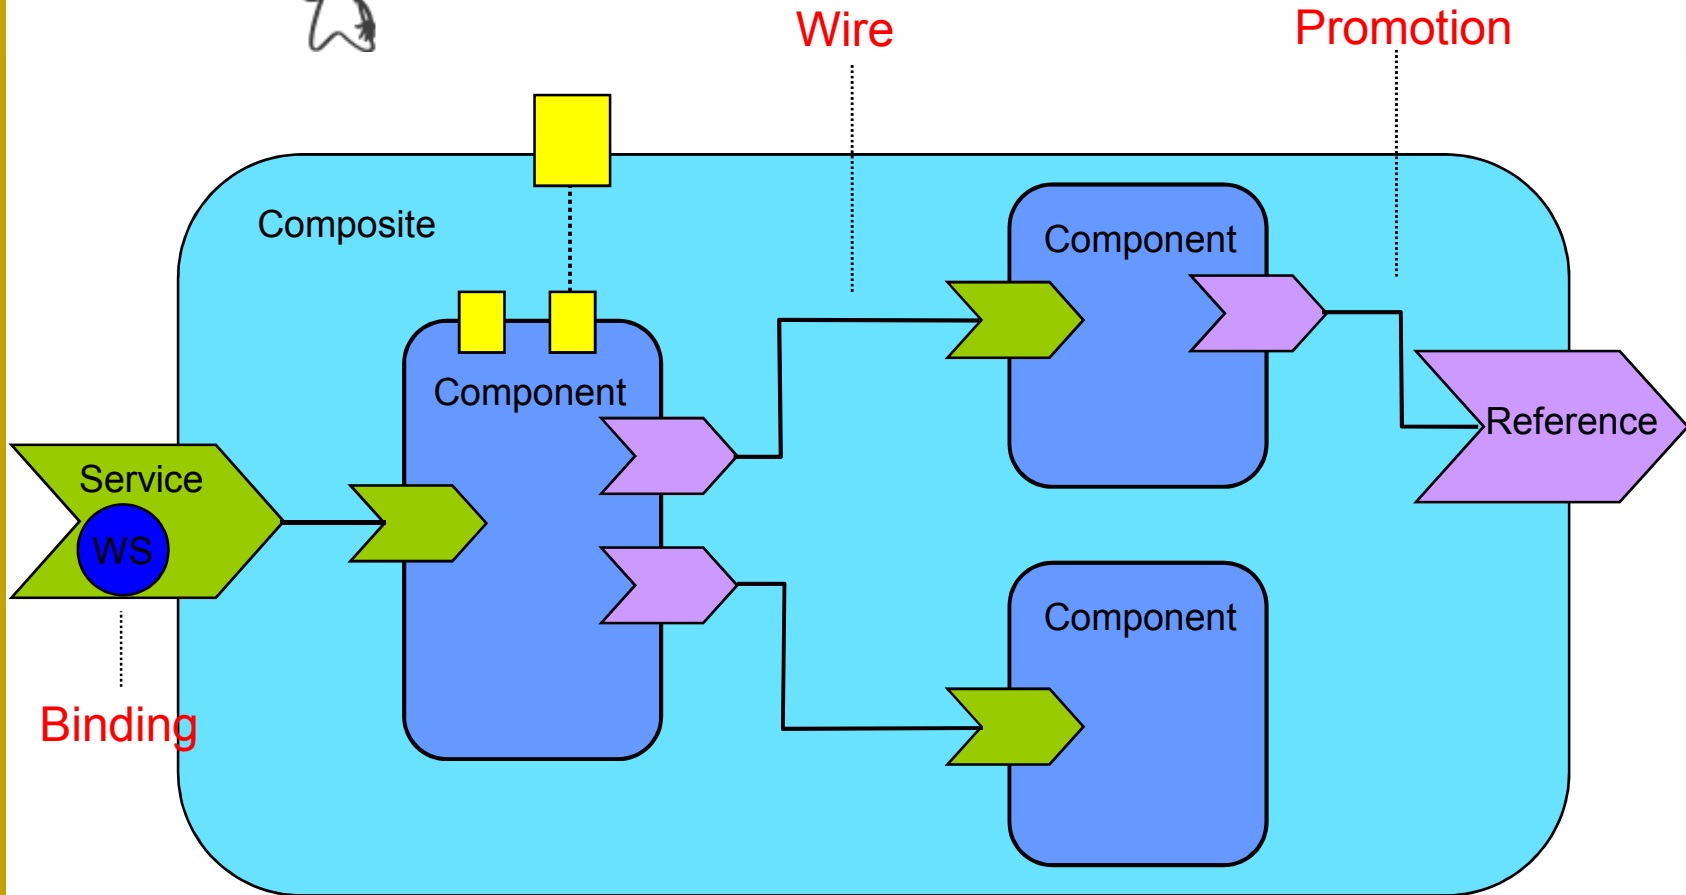 Wire
Promotion
Composite
Component
Component
Reference
Service
WS
Component
Binding